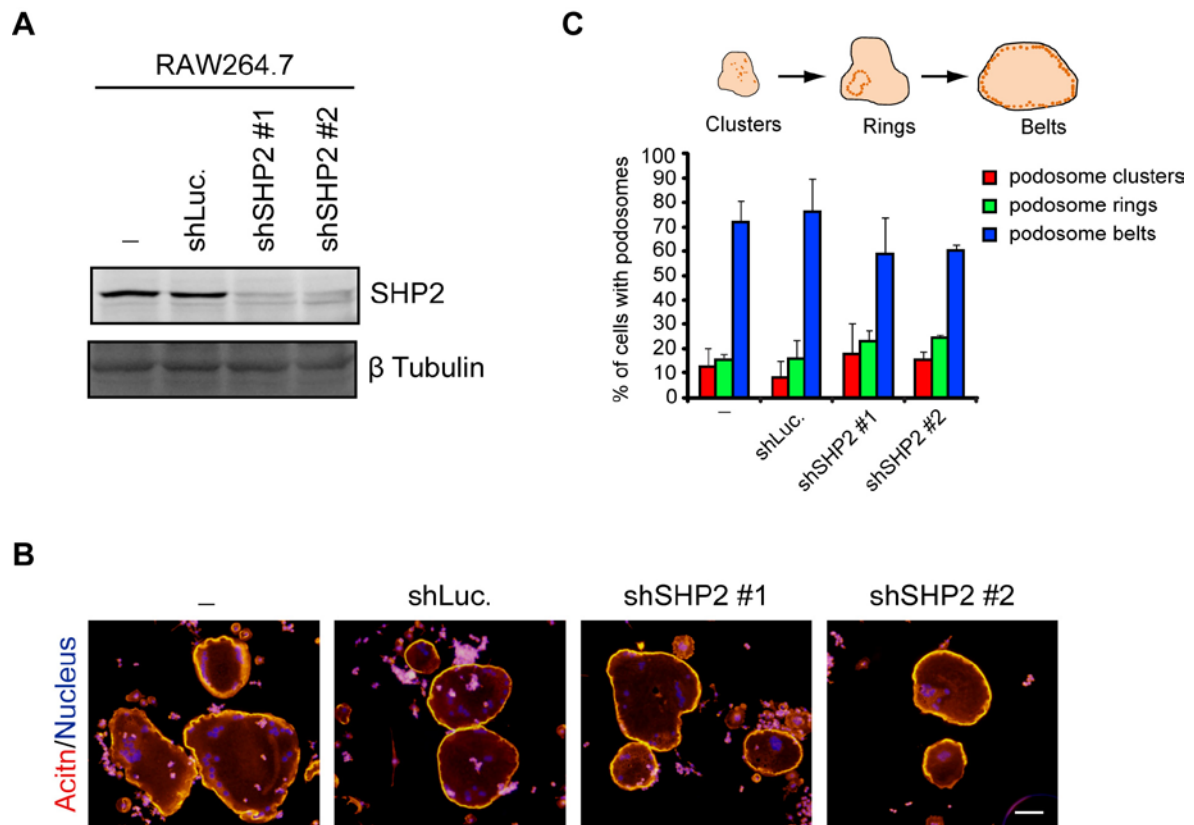 A
RAW264.7
–
shLuc.
shSHP2 #1
shSHP2 #2
SHP2
β Tubulin
C
Clusters
Rings
Belts
% of cells with podosomes
100
90
80
70
60
50
40
30
20
10
0
–
shLuc.
shSHP2 #1
shSHP2 #2
podosome clusters
podosome rings
podosome belts
B
–
shLuc.
shSHP2 #1
shSHP2 #2
Acitn/Nucleus